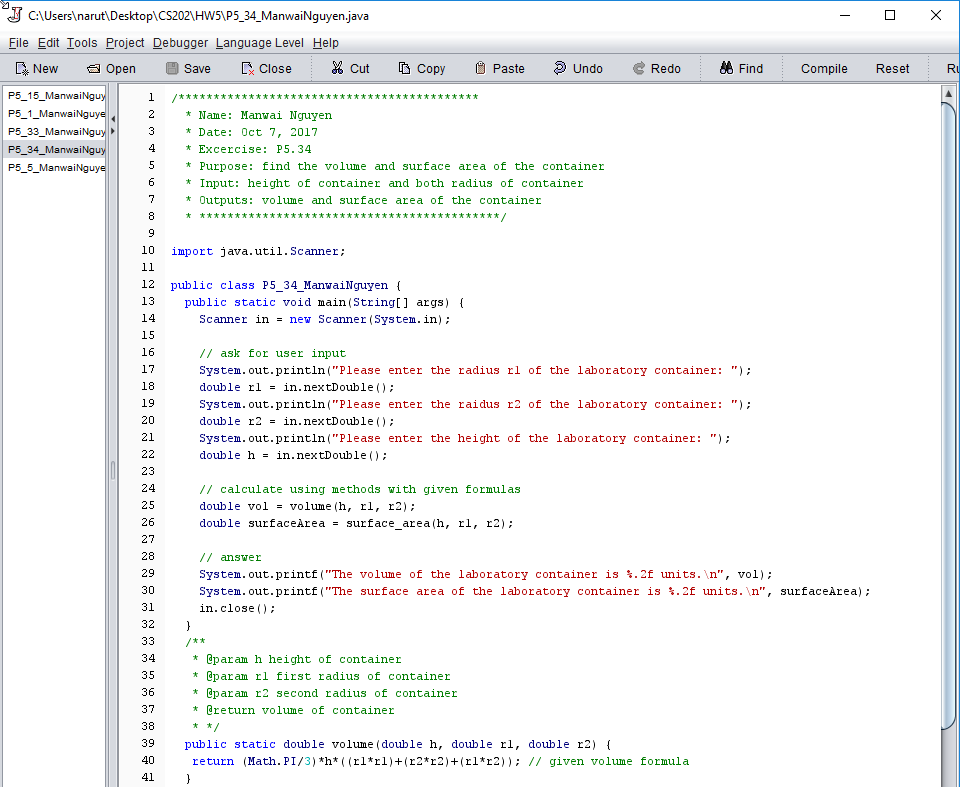 C:\Users\narut\Desktop\CS202\HW5\P5_34_ManwaiNguyen.java
File Edit Tools Project Debugger Language Level Help
New Open Save Close Cut Copy Paste Undo Redo Find Compile Reset Ru
P5_15_ManwaiNguy
P5_1_ManwaiNguye
P5_33_ManwaiNguy
P5_34_ManwaiNguy
P5_5_ManwaiNguye
1 /*******************************************
2 * Name: Manwai Nguyen
3 * Date: Oct 7, 2017
4 * Excercise: P5.34
5 * Purpose: find the volume and surface area of the container
6 * Input: height of container and both radius of container
7 * Outputs: volume and surface area of the container
8 * *******************************************/
9
10 import java.util.Scanner;
11
12 public class P5_34_ManwaiNguyen {
13 public static void main(String[] args) {
14 Scanner in = new Scanner(System.in);
15
16 // ask for user input
17 System.out.println("Please enter the radius r1 of the laboratory container: ");
18 double r1 = in.nextDouble();
19 System.out.println("Please enter the raidus r2 of the laboratory container: ");
20 double r2 = in.nextDouble();
21 System.out.println("Please enter the height of the laboratory container: ");
22 double h = in.nextDouble();
23
24 // calculate using methods with given formulas
25 double vol = volume(h, r1, r2);
26 double surfaceArea = surface_area(h, r1, r2);
27
28 // answer
29 System.out.printf("The volume of the laboratory container is %.2f units.\n", vol);
30 System.out.printf("The surface area of the laboratory container is %.2f units.\n", surfaceArea);
31 in.close();
32 }
33 /**
34 * @param h height of container
35 * @param r1 first radius of container
36 * @param r2 second radius of container
37 * @return volume of container
38 * */
39 public static double volume(double h, double r1, double r2) {
40 return (Math.PI/3)*h*((r1*r1)+(r2*r2)+(r1*r2)); // given volume formula
41 }